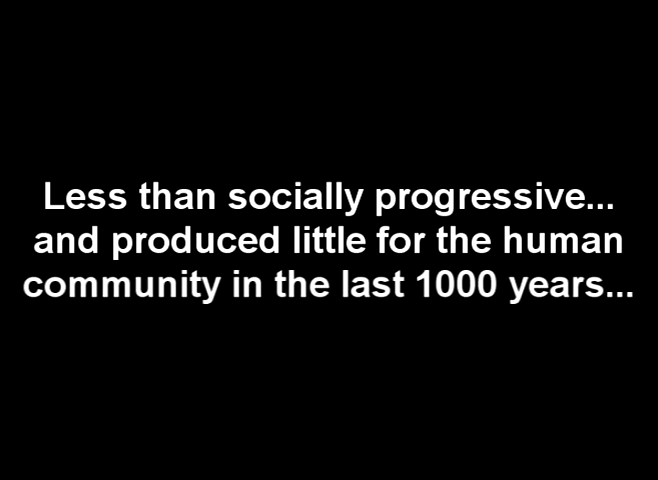 Less than socially progressive...
and produced little for the human
community in the last 1000 years...